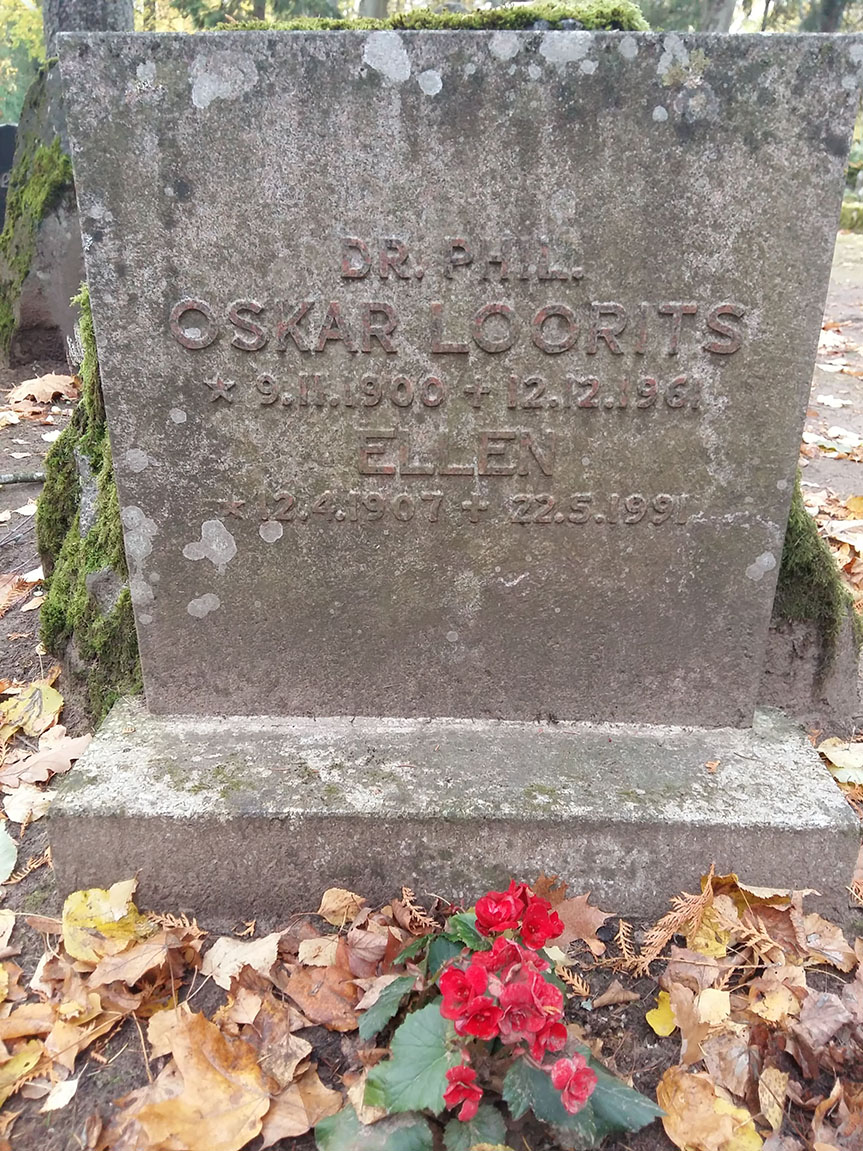 DR. PHIL.
OSKAR LOORITS
★ 9.11.1900 + 12.12.1961
ELLEN
★ 12.4.1907 + 22.5.1991